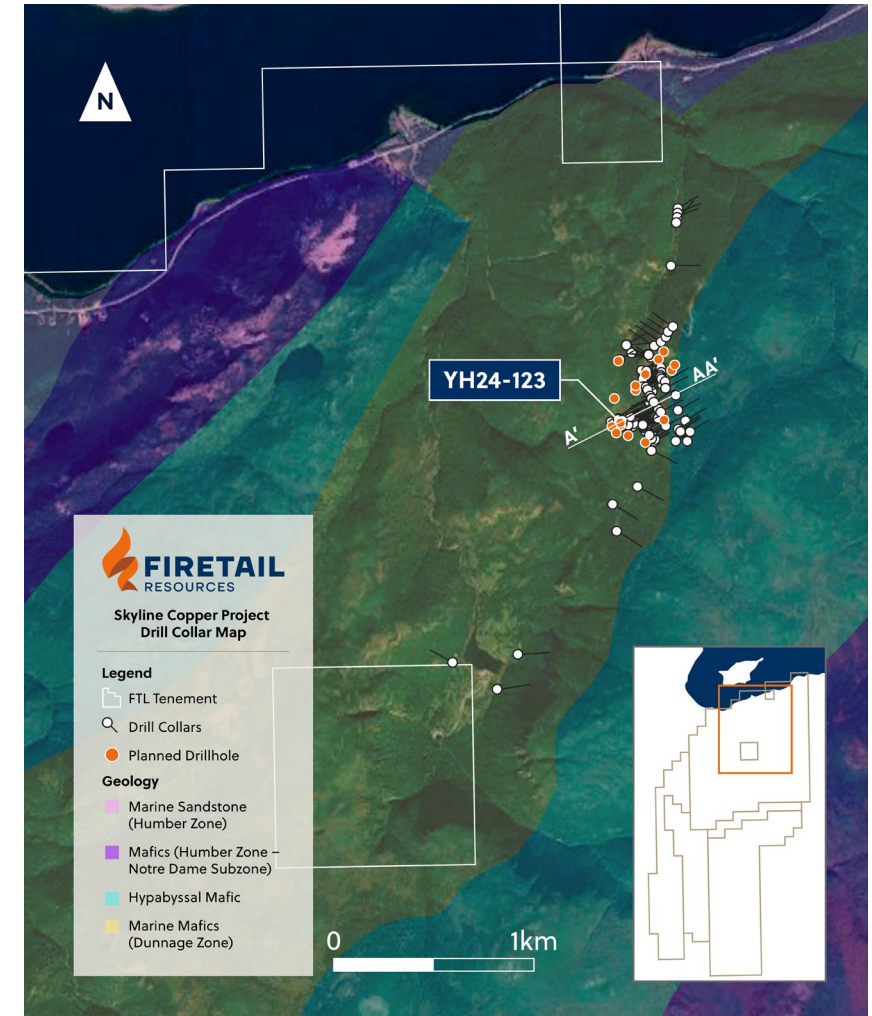 N
YH24-123
AA'
A'
FIRETAIL
RESOURCES
Skyline Copper Project
Drill Collar Map
Legend
FTL Tenement
Drill Collars
Planned Drillhole
Geology
Marine Sandstone
(Humber Zone)
Mafics (Humber Zone –
Notre Dame Subzone)
Hypabyssal Mafic
Marine Mafics
(Dunnage Zone)
0 1km